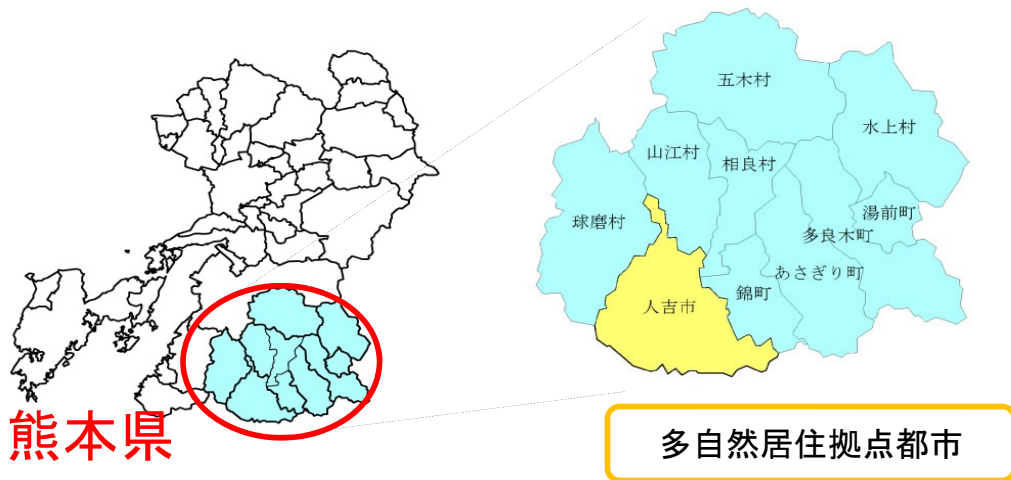 五木村
水上村
山江村
相良村
湯前町
球磨村
多良木町
あさぎり町
錦町
人吉市
熊本県
多自然居住拠点都市